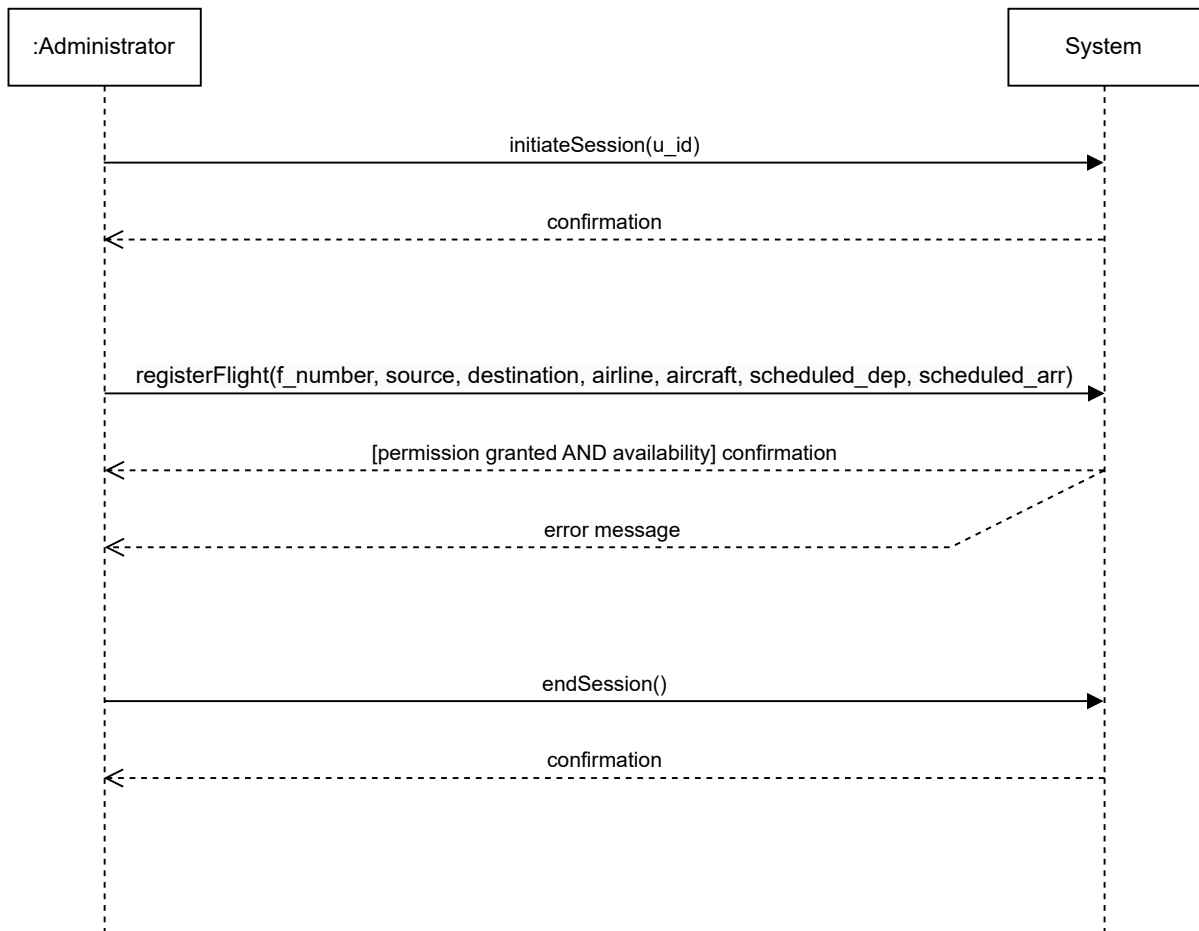 :Administrator
System
initiateSession(u_id)
confirmation
registerFlight(f_number, source, destination, airline, aircraft, scheduled_dep, scheduled_arr)
[permission granted AND availability] confirmation
error message
endSession()
confirmation